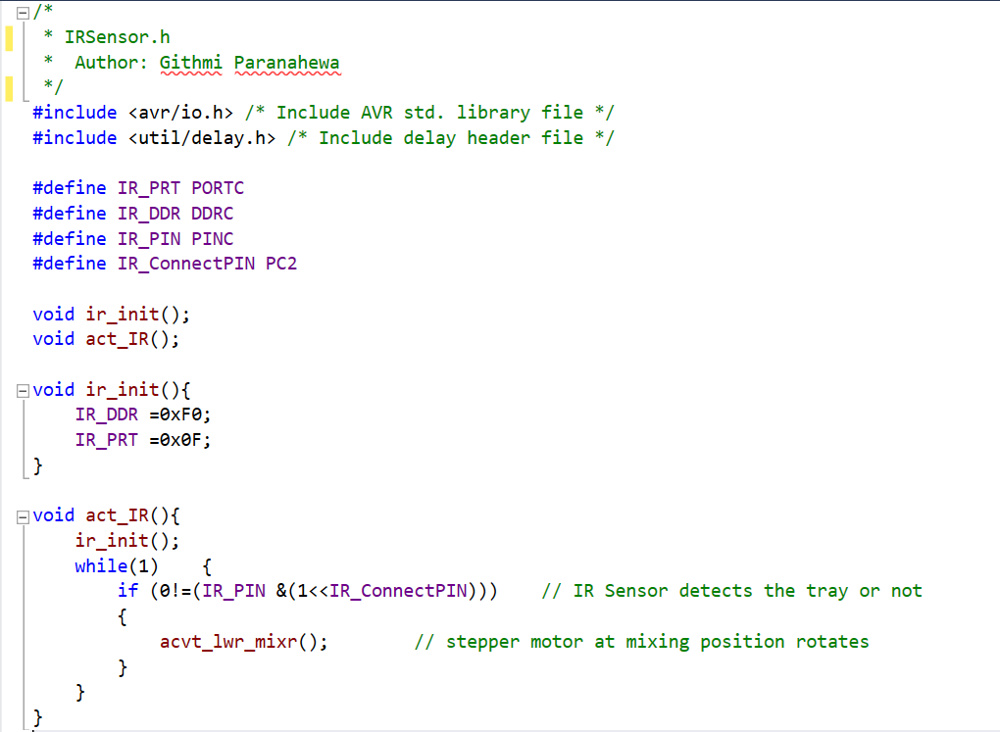 /*
 * IRSensor.h
 *  Author: Githmi Paranahewa
 */
#include <avr/io.h> /* Include AVR std. library file */
#include <util/delay.h> /* Include delay header file */
#define IR_PRT PORTC
#define IR_DDR DDRC
#define IR_PIN PINC
#define IR_ConnectPIN PC2
void ir_init();
void act_IR();
void ir_init(){
    IR_DDR =0xF0;
    IR_PRT =0x0F;
}
void act_IR(){
    ir_init();
    while(1)    {
        if (0!=(IR_PIN &(1<<IR_ConnectPIN)))    // IR Sensor detects the tray or not
        {
            acvt_lwr_mixr();        // stepper motor at mixing position rotates
        }
    }
}